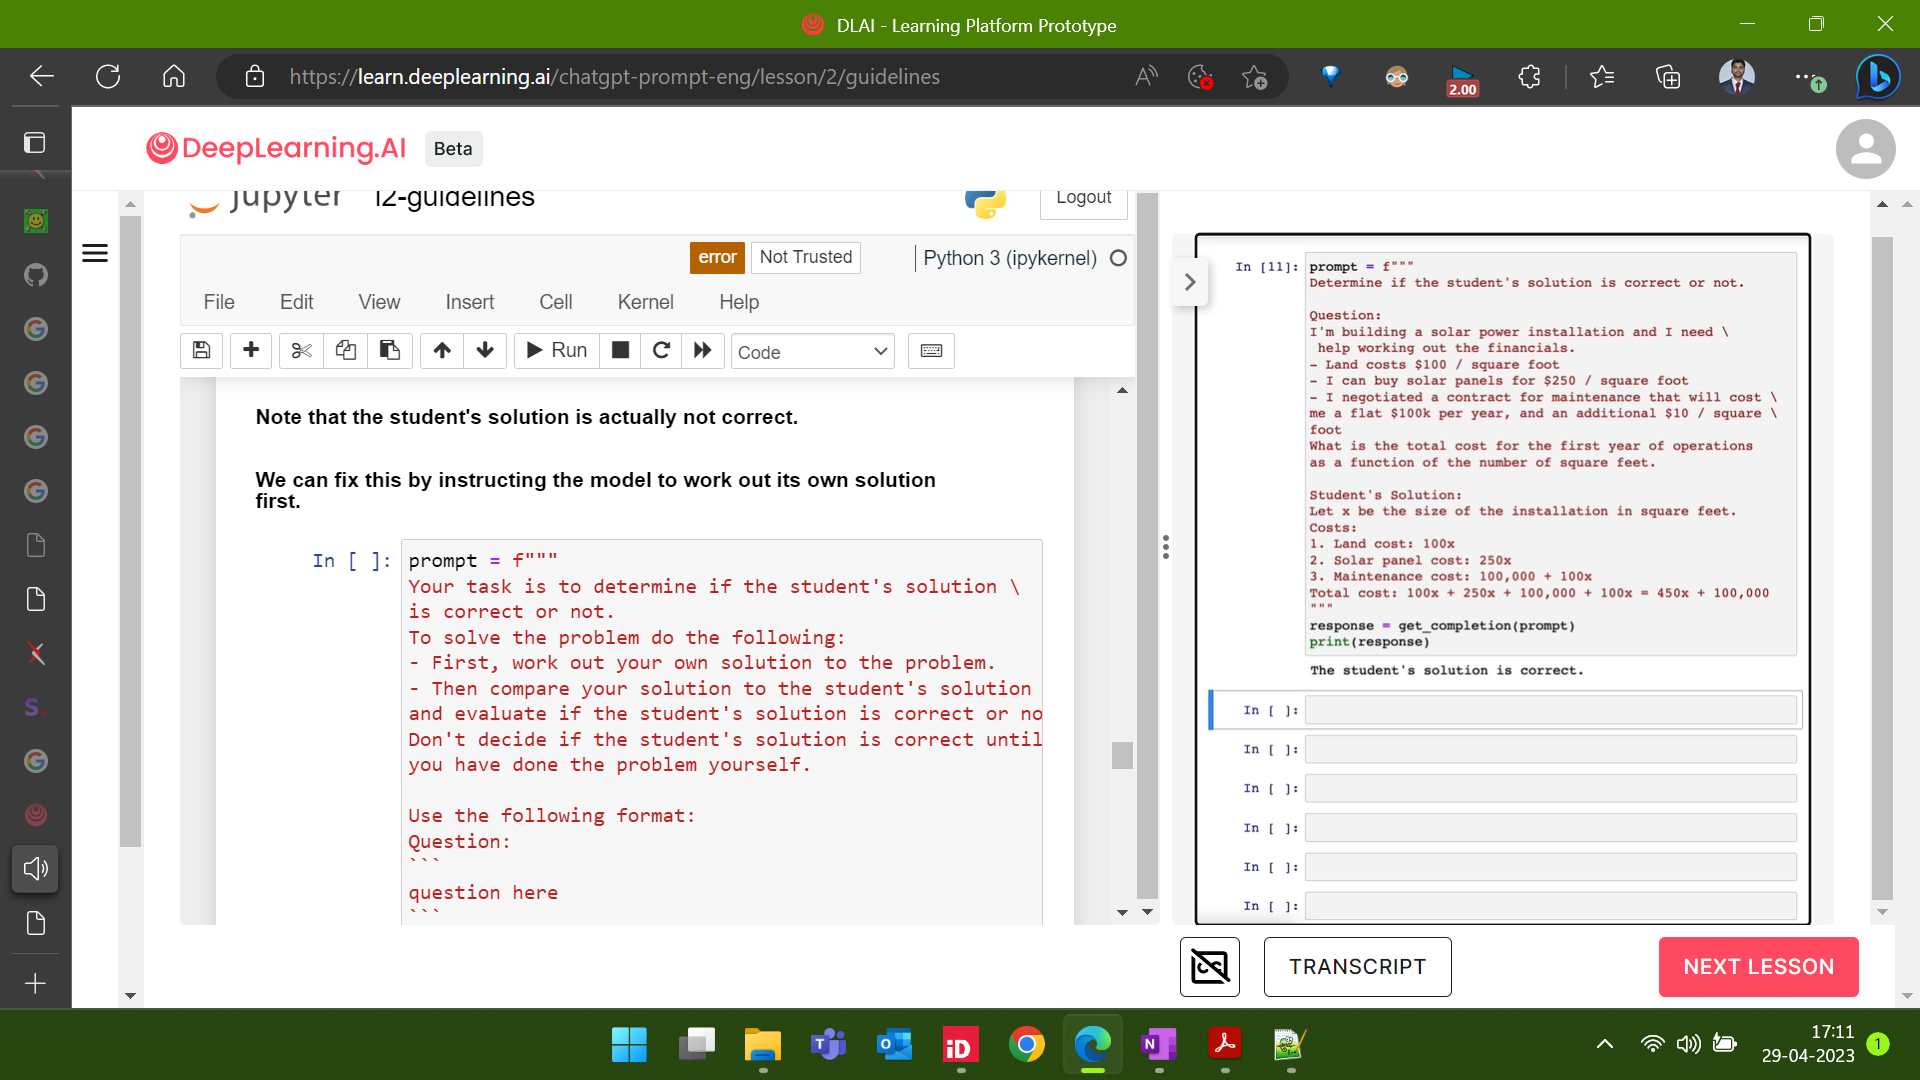 DLAI - Learning Platform Prototype
https://learn.deeplearning.ai/chatgpt-prompt-eng/lesson/2/guidelines
2.00
DeepLearning.AI
Beta
jupyter l2-guidelines
Logout
error
Not Trusted
Python 3 (ipykernel)
File Edit View Insert Cell Kernel Help
Run
Code
Note that the student's solution is actually not correct.
We can fix this by instructing the model to work out its own solution
first.
In [ ]:
prompt = f"""
Your task is to determine if the student's solution \
is correct or not.
To solve the problem do the following:
- First, work out your own solution to the problem.
- Then compare your solution to the student's solution
and evaluate if the student's solution is correct or no
Don't decide if the student's solution is correct until
you have done the problem yourself.
Use the following format:
Question:
```
question here
```
In [11]:
prompt = f"""
Determine if the student's solution is correct or not.
Question:
I'm building a solar power installation and I need \
help working out the financials.
- Land costs $100 / square foot
- I can buy solar panels for $250 / square foot
- I negotiated a contract for maintenance that will cost \
me a flat $100k per year, and an additional $10 / square \
foot
What is the total cost for the first year of operations
as a function of the number of square feet.
Student's Solution:
Let x be the size of the installation in square feet.
Costs:
1. Land cost: 100x
2. Solar panel cost: 250x
3. Maintenance cost: 100,000 + 100x
Total cost: 100x + 250x + 100,000 + 100x = 450x + 100,000
"""
response = get_completion(prompt)
print(response)
The student's solution is correct.
In [ ]:
In [ ]:
In [ ]:
In [ ]:
In [ ]:
In [ ]:
TRANSCRIPT
NEXT LESSON
17:11
29-04-2023
1